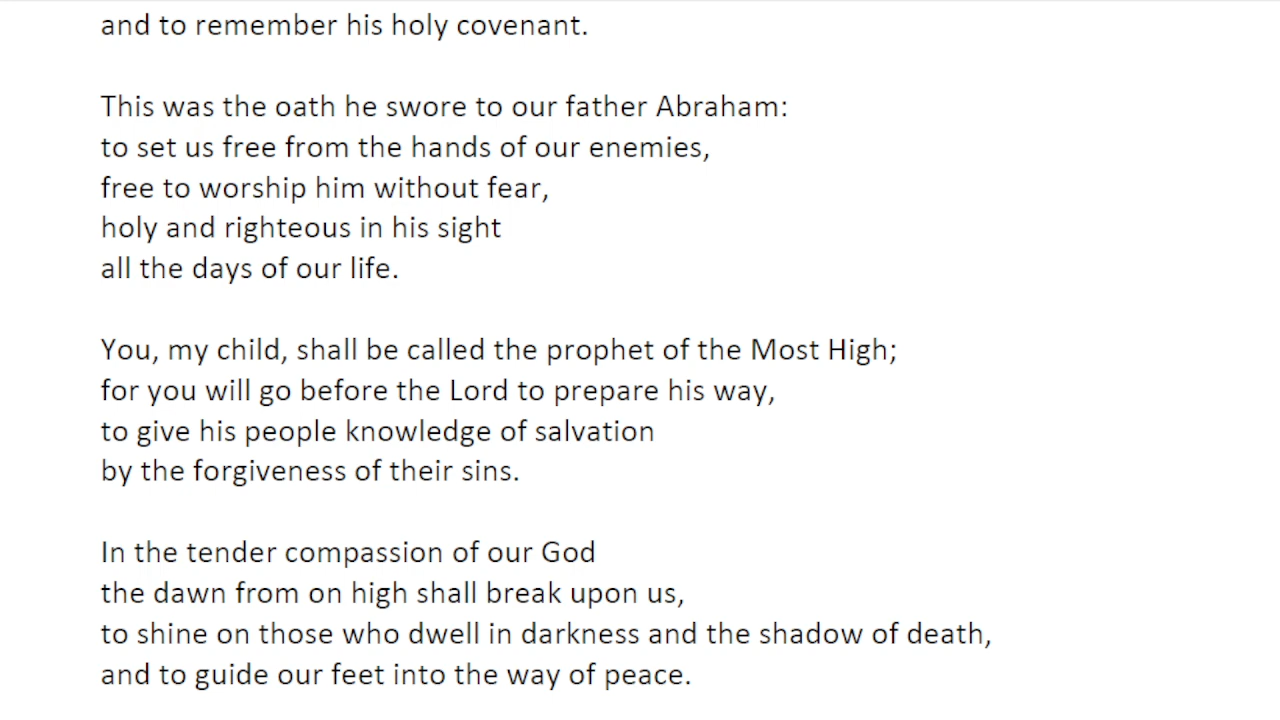 and to remember his holy covenant.
This was the oath he swore to our father Abraham:
to set us free from the hands of our enemies,
free to worship him without fear,
holy and righteous in his sight
all the days of our life.
You, my child, shall be called the prophet of the Most High;
for you will go before the Lord to prepare his way,
to give his people knowledge of salvation
by the forgiveness of their sins.
In the tender compassion of our God
the dawn from on high shall break upon us,
to shine on those who dwell in darkness and the shadow of death,
and to guide our feet into the way of peace.